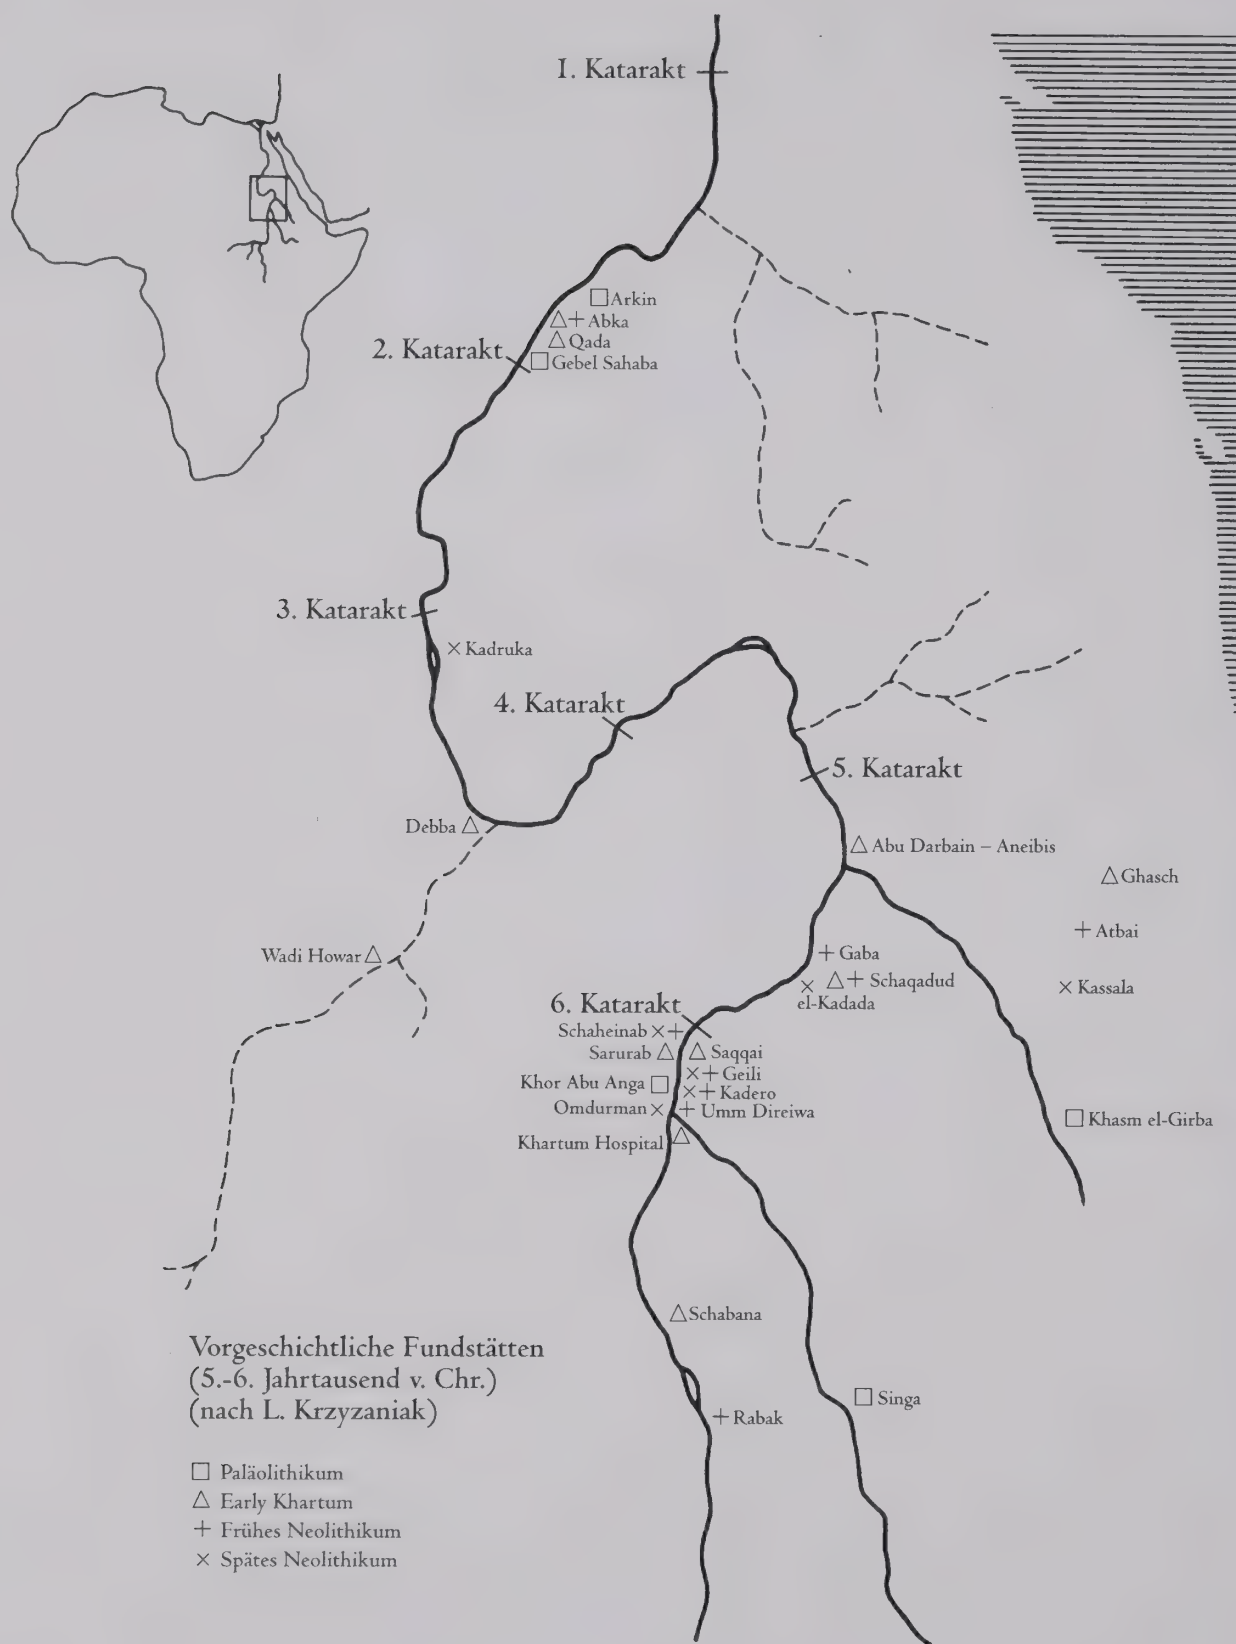 1. Katarakt
□ Arkin
△+ Abka
△ Qada
2. Katarakt
□ Gebel Sahaba
3. Katarakt
× Kadruka
4. Katarakt
5. Katarakt
Debba △
△ Abu Darbain – Aneibis
△ Ghasch
+ Atbai
Wadi Howar △
+ Gaba
△+ Schaqadud
× Kassala
el-Kadada ×
6. Katarakt
Schaheinab ×+
Sarurab △
△ Saqqai
×+ Geili
Khor Abu Anga □
×+ Kadero
Omdurman ×
+ Umm Direiwa
□ Khasm el-Girba
Khartum Hospital △
△ Schabana
□ Singa
+ Rabak
Vorgeschichtliche Fundstätten
(5.-6. Jahrtausend v. Chr.)
(nach L. Krzyzaniak)
□ Paläolithikum
△ Early Khartum
+ Frühes Neolithikum
× Spätes Neolithikum